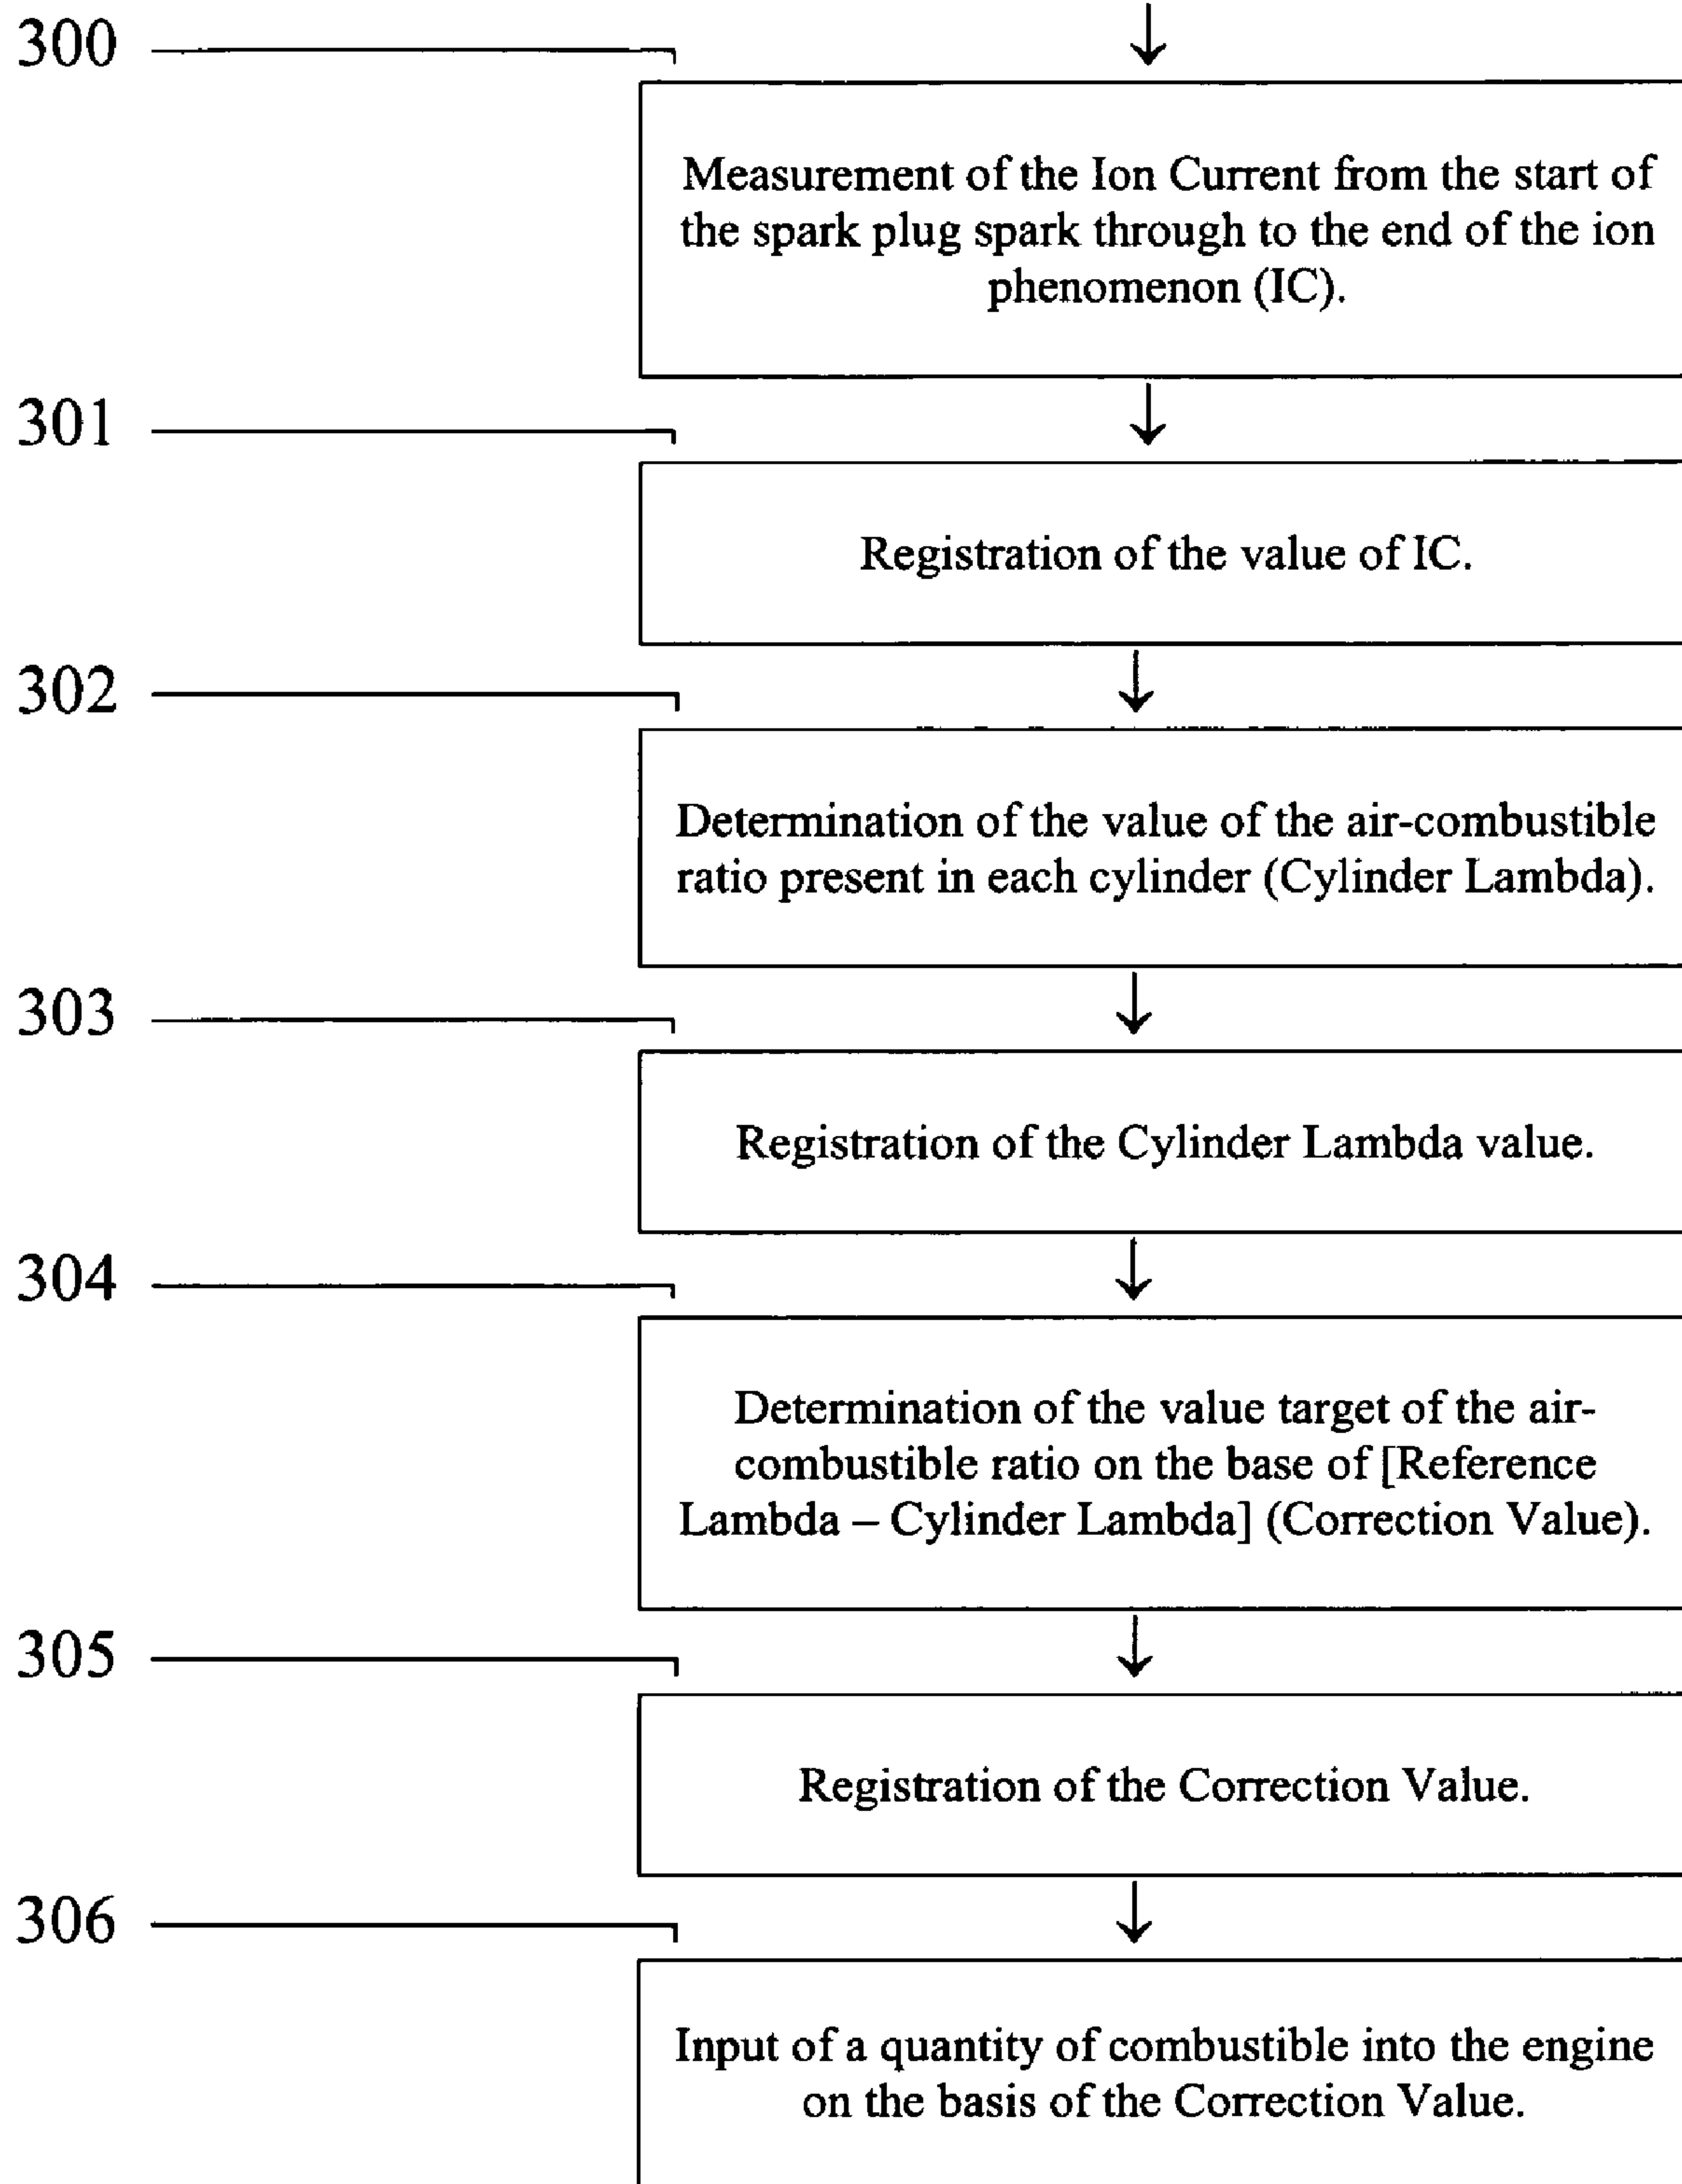 300
Measurement of the Ion Current from the start of
the spark plug spark through to the end of the ion
phenomenon (IC).
301
Registration of the value of IC.
302
Determination of the value of the air-combustible
ratio present in each cylinder (Cylinder Lambda).
303
Registration of the Cylinder Lambda value.
304
Determination of the value target of the air-
combustible ratio on the base of [Reference
Lambda – Cylinder Lambda] (Correction Value).
305
Registration of the Correction Value.
306
Input of a quantity of combustible into the engine
on the basis of the Correction Value.